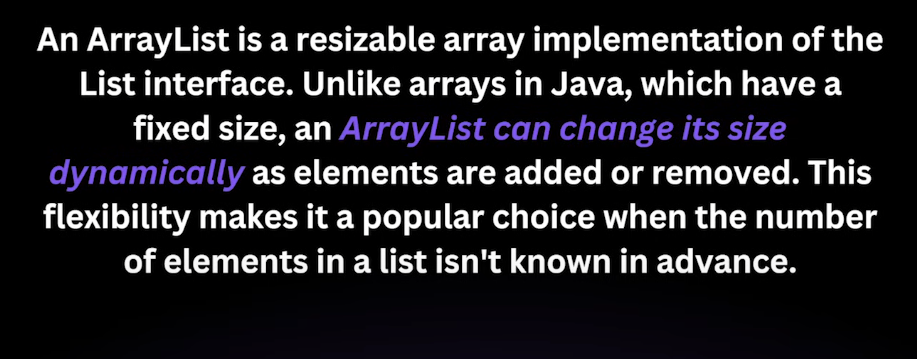 An ArrayList is a resizable array implementation of the
List interface. Unlike arrays in Java, which have a
fixed size, an ArrayList can change its size
dynamically as elements are added or removed. This
flexibility makes it a popular choice when the number
of elements in a list isn't known in advance.